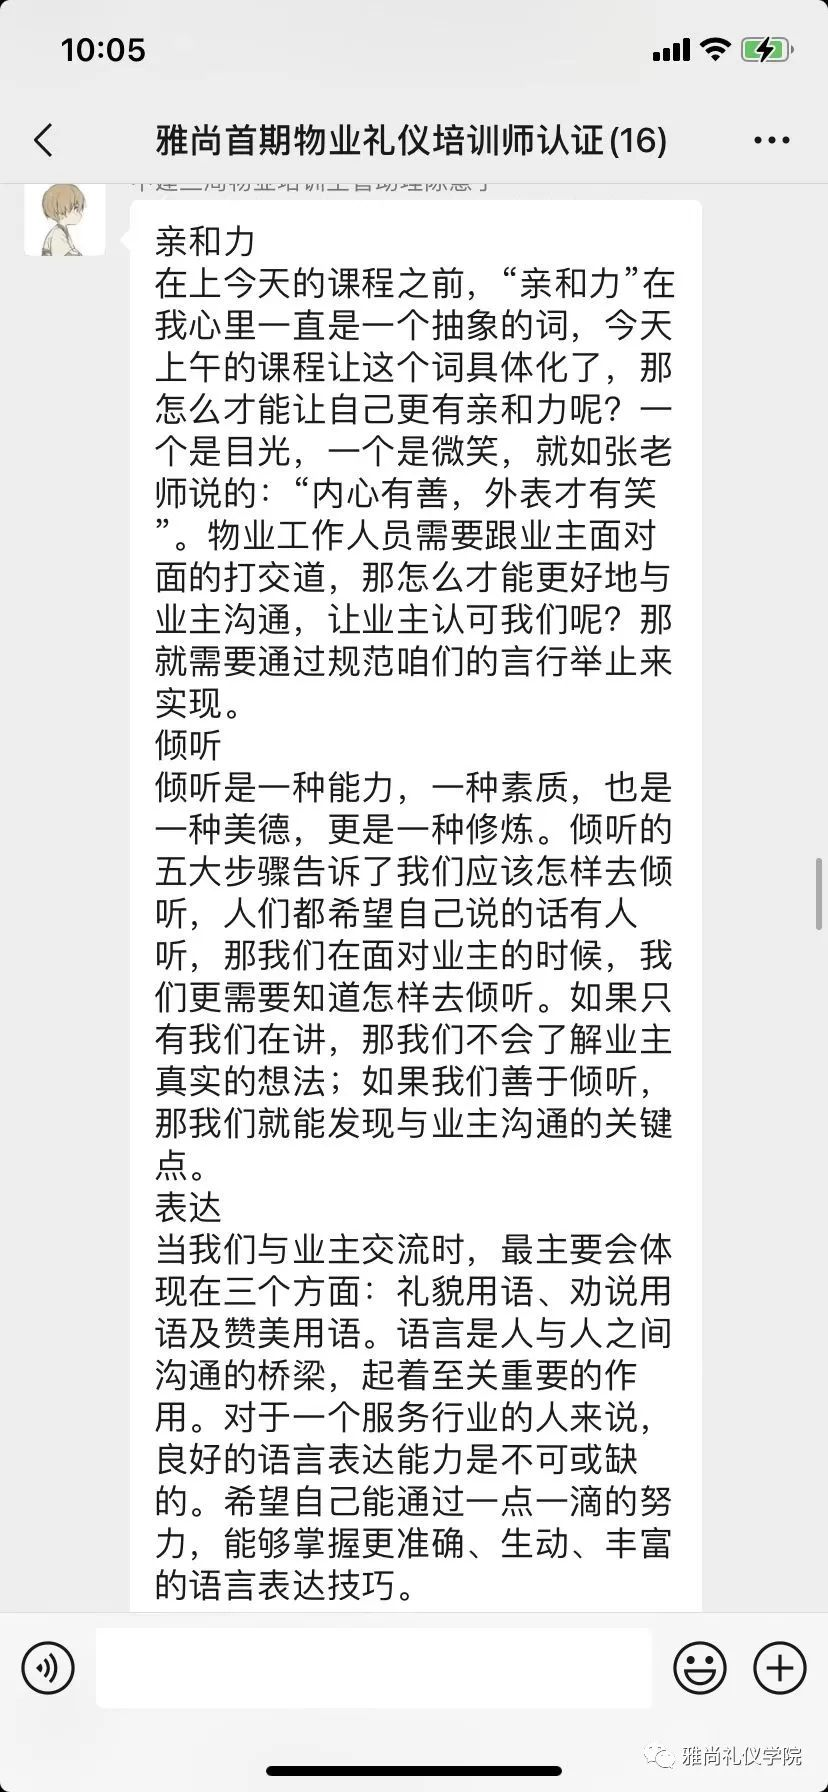 10:05
雅尚首期物业礼仪培训师认证(16)
亲和力
在上今天的课程之前，“亲和力”在
我心里一直是一个抽象的词，今天
上午的课程让这个词具体化了，那
怎么才能让自己更有亲和力呢？一
个是目光，一个是微笑，就如张老
师说的：“内心有善，外表才有笑
”。物业工作人员需要跟业主面对
面的打交道，那怎么才能更好地与
业主沟通，让业主认可我们呢？那
就需要通过规范咱们的言行举止来
实现。
倾听
倾听是一种能力，一种素质，也是
一种美德，更是一种修炼。倾听的
五大步骤告诉了我们应该怎样去倾
听，人们都希望自己说的话有人
听，那我们在面对业主的时候，我
们更需要知道怎样去倾听。如果只
有我们在讲，那我们不会了解业主
真实的想法；如果我们善于倾听，
那我们就能发现与业主沟通的关键
点。
表达
当我们与业主交流时，最主要会体
现在三个方面：礼貌用语、劝说用
语及赞美用语。语言是人与人之间
沟通的桥梁，起着至关重要的作
用。对于一个服务行业的人来说，
良好的语言表达能力是不可或缺
的。希望自己能通过一点一滴的努
力，能够掌握更准确、生动、丰富
的语言表达技巧。
雅尚礼仪学院